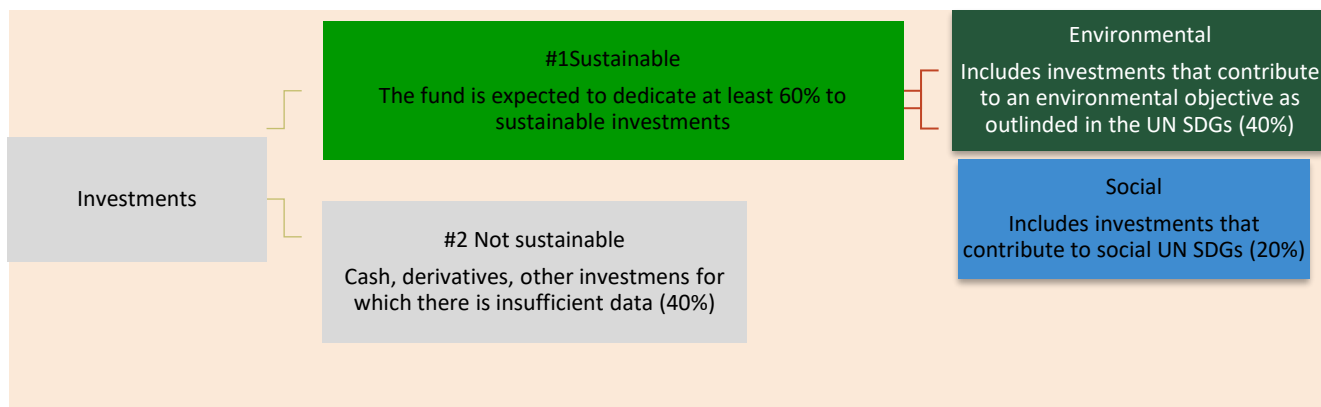 Investments
#1Sustainable
The fund is expected to dedicate at least 60% to
sustainable investments
#2 Not sustainable
Cash, derivatives, other investmens for
which there is insufficient data (40%)
Environmental
Includes investments that contribute
to an environmental objective as
outlinded in the UN SDGs (40%)
Social
Includes investments that
contribute to social UN SDGs (20%)